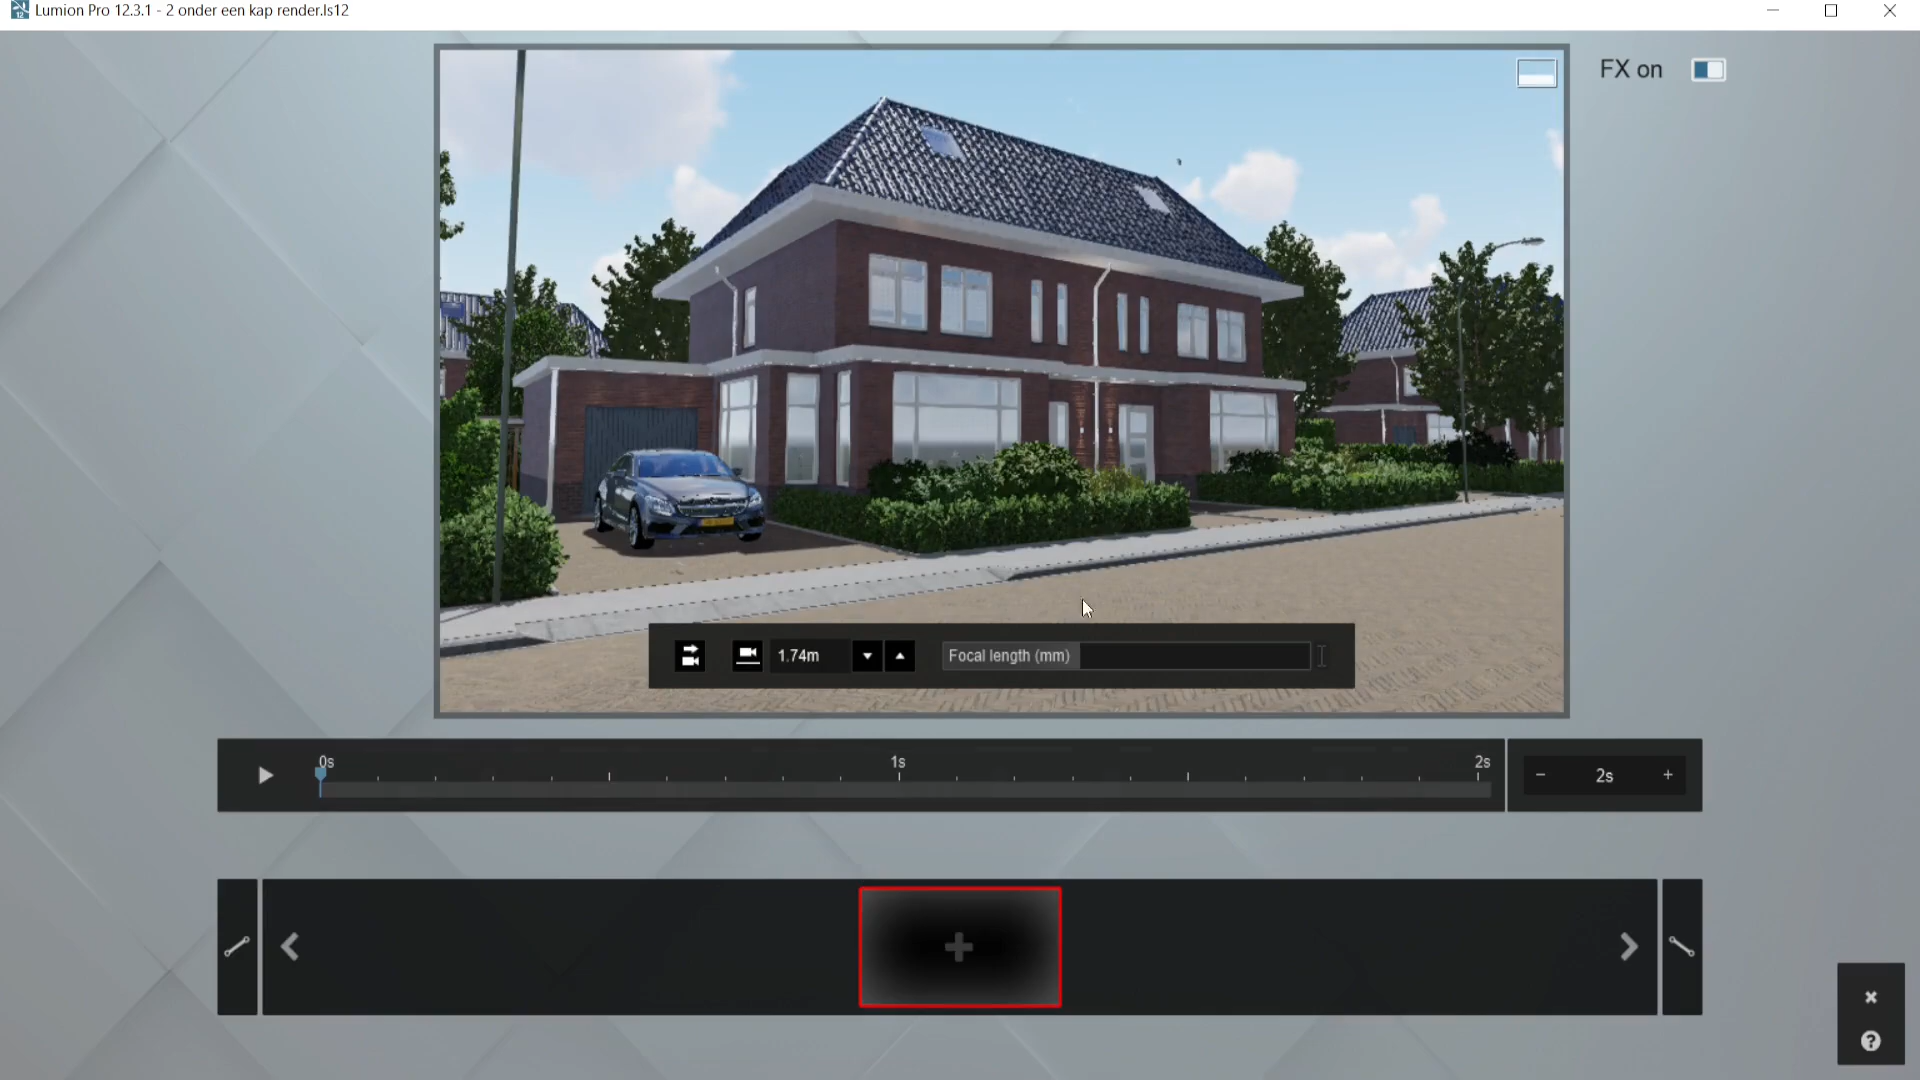 Lumion Pro 12.3.1 - 2 onder een kap render.ls12
FX on
1.74m
Focal length (mm)
0s
1s
2s
2s